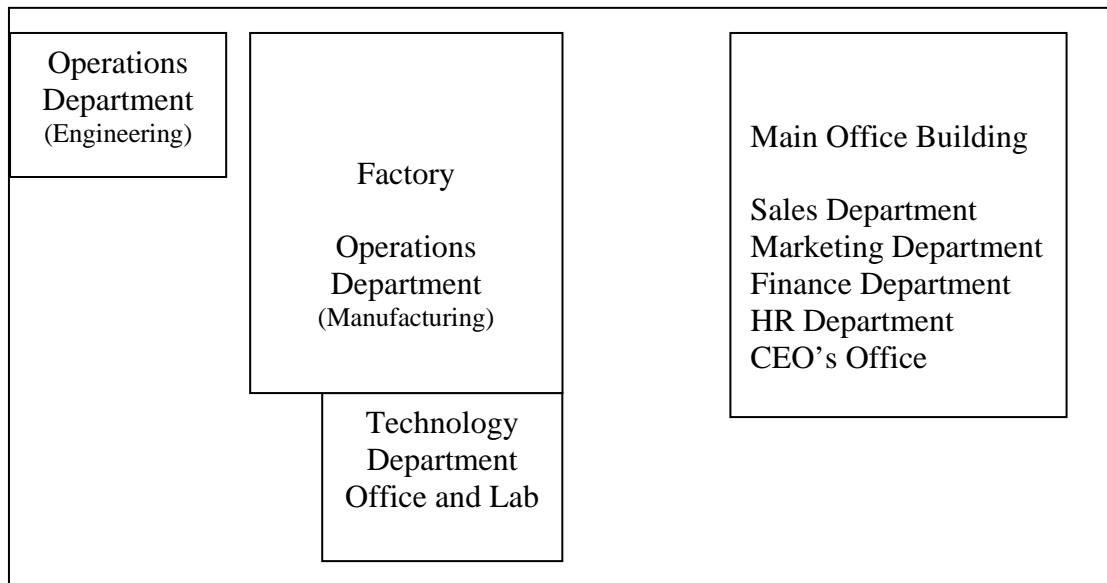 Operations
Department
(Engineering)
Factory
Operations
Department
(Manufacturing)
Technology
Department
Office and Lab
Main Office Building
Sales Department
Marketing Department
Finance Department
HR Department
CEO’s Office